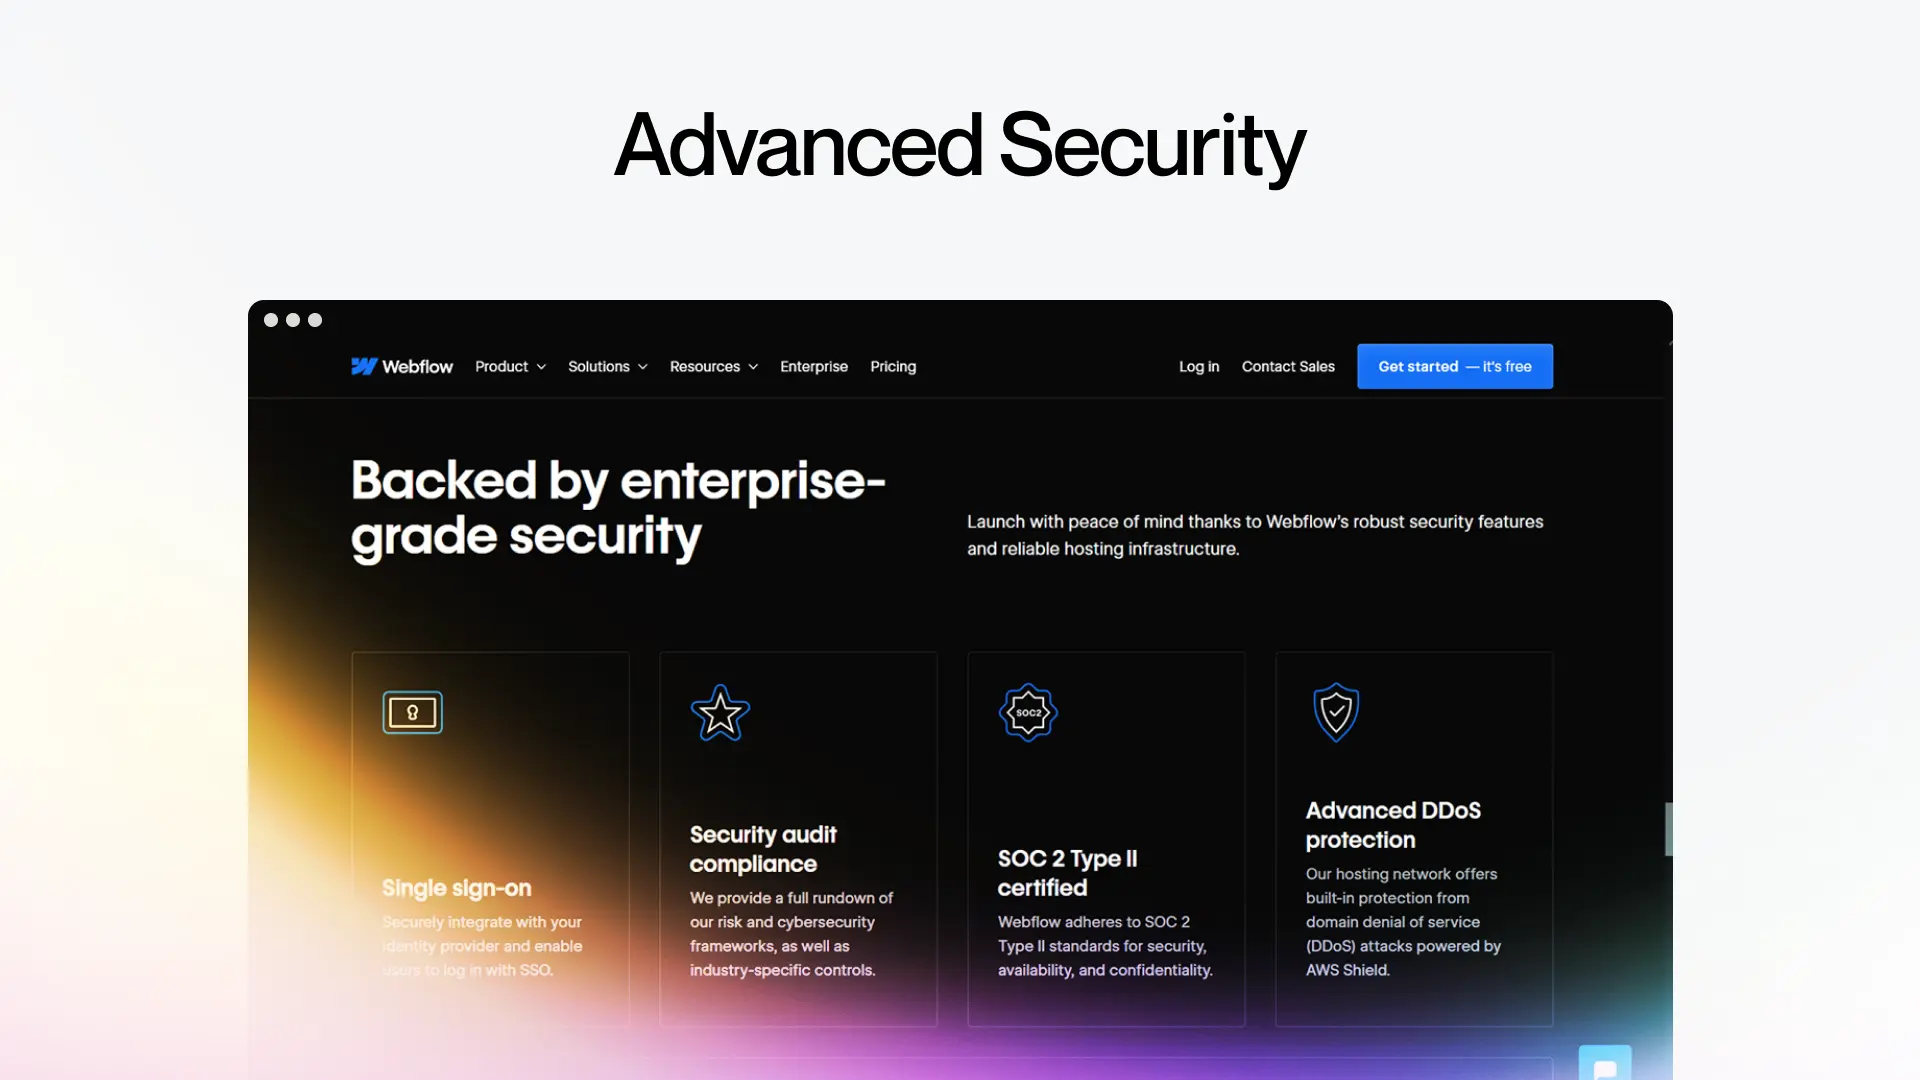 Advanced Security
Webflow Product Solutions Resources Enterprise Pricing Log in Contact Sales Get started — it's free
Backed by enterprise-
grade security
Launch with peace of mind thanks to Webflow's robust security features
and reliable hosting infrastructure.
Single sign-on
Securely integrate with your
identity provider and enable
users to log in with SSO.
Security audit
compliance
We provide a full rundown of
our risk and cybersecurity
frameworks, as well as
industry-specific controls.
SOC2
SOC 2 Type II
certified
Webflow adheres to SOC 2
Type II standards for security,
availability, and confidentiality.
Advanced DDoS
protection
Our hosting network offers
built-in protection from
domain denial of service
(DDoS) attacks powered by
AWS Shield.